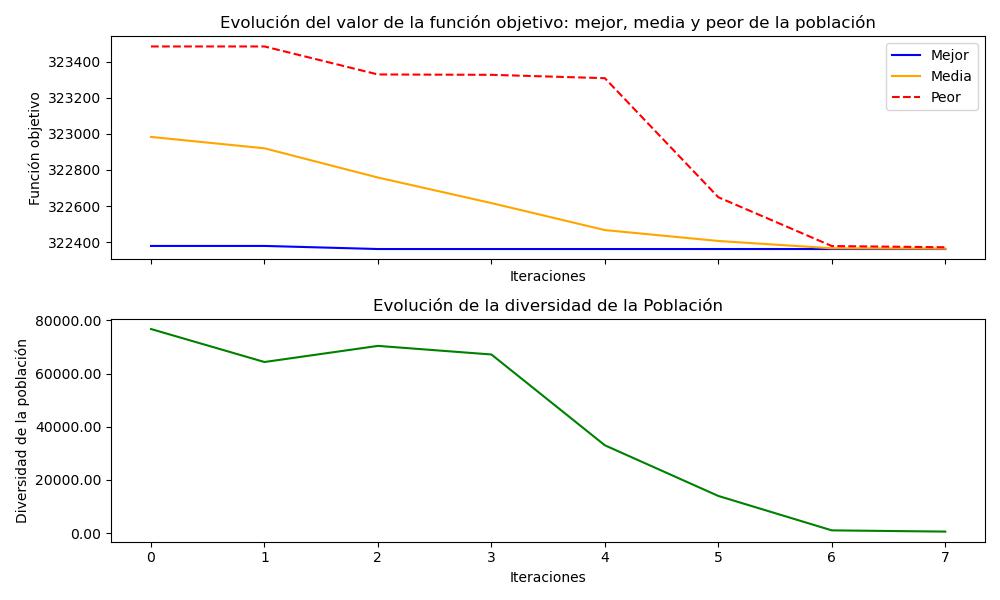 Evolución del valor de la función objetivo: mejor, media y peor de la población
Función objetivo
323400
323200
323000
322800
322600
322400
Mejor
Media
Peor
Iteraciones
Evolución de la diversidad de la Población
Diversidad de la población
80000.00
60000.00
40000.00
20000.00
0.00
0 1 2 3 4 5 6 7
Iteraciones